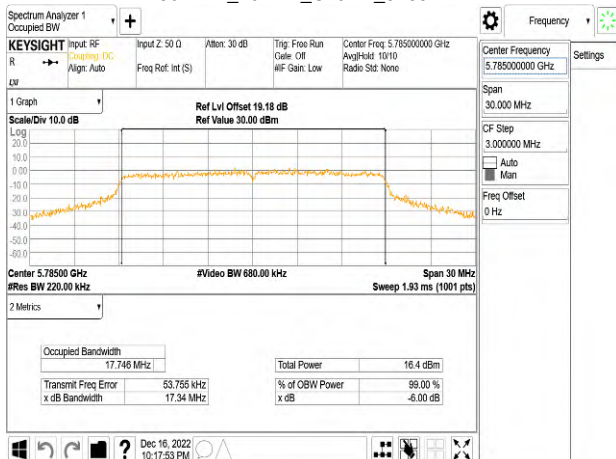 Spectrum Analyzer 1
Occupied BW
Frequency
KEYSIGHT
R
Input: RF
Coupling: DC
Align: Auto
Input Z: 50 Ω
Freq Ref: Int (S)
Atten: 30 dB
Trig: Free Run
Gate: Off
#IF Gain: Low
Center Freq: 5.785000000 GHz
Avg|Hold: 10/10
Radio Std: None
Center Frequency
5.785000000 GHz
Settings
Span
30.000 MHz
CF Step
3.000000 MHz
Auto
Man
Freq Offset
0 Hz
1 Graph
Scale/Div 10.0 dB
Ref Lvl Offset 19.18 dB
Ref Value 30.00 dBm
Log
20.0
10.0
0.00
-10.0
-20.0
-30.0
-40.0
-50.0
-60.0
Center 5.78500 GHz
#Video BW 680.00 kHz
Span 30 MHz
#Res BW 220.00 kHz
Sweep 1.93 ms (1001 pts)
2 Metrics
Occupied Bandwidth
17.746 MHz
Total Power 16.4 dBm
Transmit Freq Error 53.755 kHz
% of OBW Power 99.00 %
x dB Bandwidth 17.34 MHz
x dB -6.00 dB
?
Dec 16, 2022
10:17:53 PM